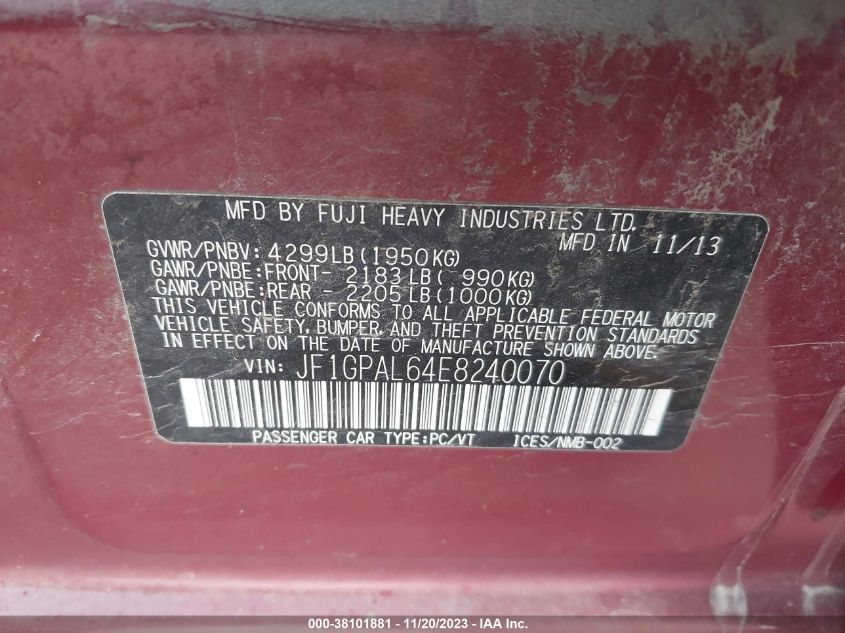 MFD BY FUJI HEAVY INDUSTRIES LTD.
MFD IN 11/13
GVWR/PNBV: 4299LB(1950KG)
GAWR/PNBE:FRONT- 2183LB( 990KG)
GAWR/PNBE:REAR - 2205LB(1000KG)
THIS VEHICLE CONFORMS TO ALL APPLICABLE FEDERAL MOTOR
VEHICLE SAFETY, BUMPER, AND THEFT PREVENTION STANDARDS
IN EFFECT ON THE DATE OF MANUFACTURE SHOWN ABOVE.
VIN: JF1GPAL64E8240070
PASSENGER CAR TYPE:PC/VT ICES/NMB-002
000-38101881 - 11/20/2023 - IAAI.com